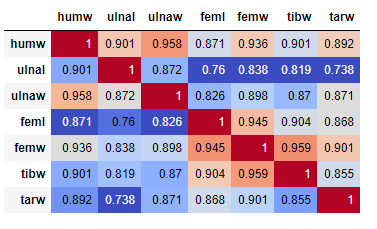 humw ulnal ulnaw feml femw tibw tarw
humw 1 0.901 0.958 0.871 0.936 0.901 0.892
ulnal 0.901 1 0.872 0.76 0.838 0.819 0.738
ulnaw 0.958 0.872 1 0.826 0.898 0.87 0.871
feml 0.871 0.76 0.826 1 0.945 0.904 0.868
femw 0.936 0.838 0.898 0.945 1 0.959 0.901
tibw 0.901 0.819 0.87 0.904 0.959 1 0.855
tarw 0.892 0.738 0.871 0.868 0.901 0.855 1